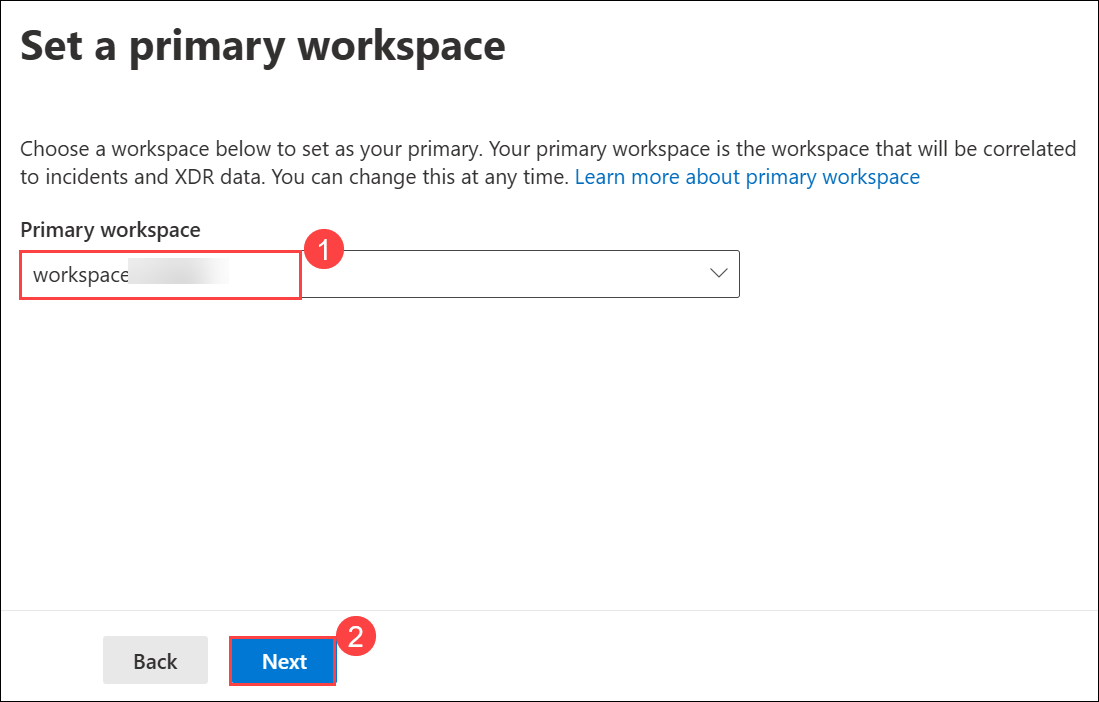 Set a primary workspace
Choose a workspace below to set as your primary. Your primary workspace is the workspace that will be correlated
to incidents and XDR data. You can change this at any time. Learn more about primary workspace
Primary workspace
1
workspace
2
Back
Next